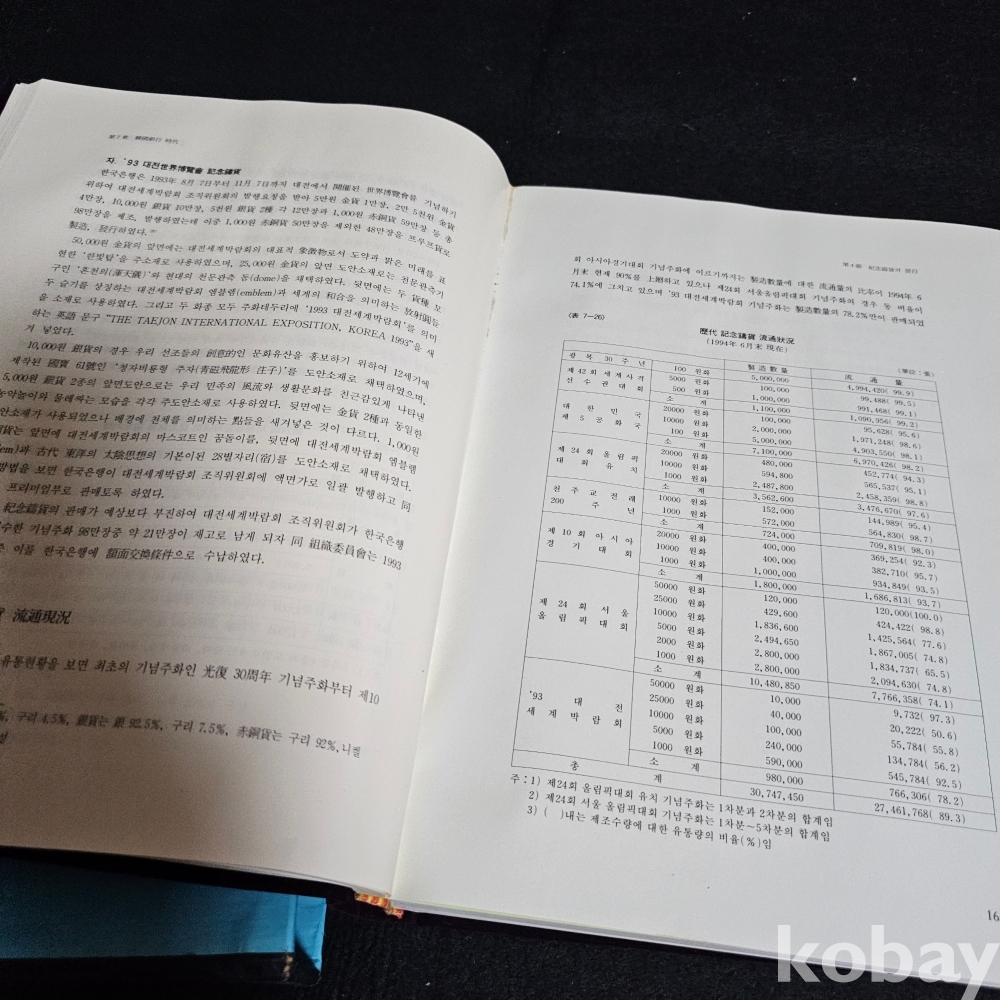 第7章 韓國銀行 時代
자. '93 대전世界博覽會 記念鑄貨
한국은행은 1993年 8月 7일부터 11月 7일까지 대전에서 開催된 世界博覽會를 기념하기
위하여 대전세계박람회 조직위원회의 발행요청을 받아 5만원 金貨 1만장, 2만 5천원 金貨
4만장, 10,000원 銀貨 10만장, 5천원 銀貨 2種 각 12만장과 1,000원 赤銅貨 59만장 등 총
98만장을 제조, 발행하였는데 이중 1,000원 赤銅貨 50만장을 제외한 48만장을 프루프貨로
製造, 發行하였다.
50,000원 金貨의 앞면에는 대전세계박람회의 대표적 象徵物로서 도약과 밝은 미래를 표
현한 '한빛탑'을 주소재로 사용하였으며, 25,000원 金貨의 앞면 도안소재로는 천문관측기
구인 '혼천의(渾天儀)'와 현대의 천문관측 돔(dome)을 채택하였다. 뒷면에는 두 貨種 모
두 슬기를 상징하는 대전세계박람회 엠블렘(emblem)과 세계의 和合을 의미하는 放射圓들
을 소재로 사용하였다. 그리고 두 화종 모두 주화테두리에 '1993 대전세계박람회'를 의미
하는 英語 문구 "THE TAEJON INTERNATIONAL EXPOSITION, KOREA 1993"을 새
겨 넣었다.
10,000원 銀貨의 경우 우리 선조들의 創意的인 문화유산을 홍보하기 위하여 12세기에
제작된 國寶 61號인 '청자비룡형 주자(靑磁飛龍形 注子)'를 도안소재로 채택하였으며,
5,000원 銀貨 2종의 앞면도안으로는 우리 민족의 風流와 생활문화를 친근감있게 나타낸
농악놀이와 돌쌔싸는 모습을 각각 주도안소재로 사용하였다. 뒷면에는 金貨 2種과 동일한
안소재가 사용되었으나 배경에 천체를 의미하는 點들을 새겨넣은 것이 다르다. 1,000원
銅貨는 앞면에 대전세계박람회의 마스코트인 꿈돌이를, 뒷면에 대전세계박람회 엠블렘
em)과 古代 東洋의 太陰思想의 기본이된 28별자리(宿)를 도안소재로 채택하였다.
방법을 보면 한국은행이 대전세계박람회 조직위원회에 액면가로 일괄 발행하고 同
프리미엄부로 판매토록 하였다.
紀念鑄貨의 판매가 예상보다 부진하여 대전세계박람회 조직위원회가 한국은행
수한 기념주화 98만장중 약 21만장이 재고로 남게 되자 同 組織委員會는 1993
이를 한국은행에 額面交換條件으로 수납하였다.
流通現況
유통현황을 보면 최초의 기념주화인 光復 30周年 기념주화부터 제10
%, 구리 4.5%, 銀貨는 銀 92.5%, 구리 7.5%, 赤銅貨는 구리 92%, 니켈
성
第4節 紀念鑄貨의 發行
회 아시아경기대회 기념주화에 이르기까지는 製造數量에 대한 流通量의 比率이 1994年 6
月末 현재 90%를 上廻하고 있으나 제24회 서울올림픽대회 기념주화의 경우 동 비율이
74.1%에 그치고 있으며 '93 대전세계박람회 기념주화는 製造數量의 78.2%만이 판매되었
(表 7-26)
歷代 記念鑄貨 流通狀況
(1994年 6月末 現在)
(單位:張)
製造數量 流通量
광복 30주년 100 원화 5,000,000 4,994,420( 99.9)
제42회 세계사격 선수권대회 5000 원화 100,000 99,488( 99.5)
500 원화 1,000,000 991,468( 99.1)
소 계 1,100,000 1,090,956( 99.2)
대한민국 제5공화국 20000 원화 100,000 95,628( 95.6)
1000 원화 2,000,000 1,971,248( 98.6)
100 원화 5,000,000 4,903,550( 98.1)
소 계 7,100,000 6,970,426( 98.2)
제24회 올림픽 대회 유치 20000 원화 480,000 452,774( 94.3)
10000 원화 594,800 565,537( 95.1)
1000 원화 2,487,800 2,458,359( 98.8)
소 계 3,562,600 3,476,670( 97.6)
천주교전래 200주년 10000 원화 152,000 144,989( 95.4)
1000 원화 572,000 564,830( 98.7)
소 계 724,000 709,819( 98.0)
제10회 아시아 경기대회 20000 원화 400,000 369,254( 92.3)
10000 원화 400,000 382,710( 95.7)
1000 원화 1,000,000 934,849( 93.5)
소 계 1,800,000 1,686,813( 93.7)
제24회 서울 올림픽대회 50000 원화 120,000 120,000(100.0)
25000 원화 429,600 424,422( 98.8)
10000 원화 1,836,600 1,425,564( 77.6)
5000 원화 2,494,650 1,867,005( 74.8)
2000 원화 2,800,000 1,834,737( 65.5)
1000 원화 2,800,000 2,094,630( 74.8)
소 계 10,480,850 7,766,358( 74.1)
'93 대전 세계박람회 50000 원화 10,000 9,732( 97.3)
25000 원화 40,000 20,222( 50.6)
10000 원화 100,000 55,784( 55.8)
5000 원화 240,000 134,784( 56.2)
1000 원화 590,000 545,784( 92.5)
소 계 980,000 766,306( 78.2)
총 계 30,747,450 27,461,768( 89.3)
주 : 1) 제24회 올림픽대회 유치 기념주화는 1차분과 2차분의 합계임
2) 제24회 서울 올림픽대회 기념주화는 1차분~5차분의 합계임
3) ( )내는 제조수량에 대한 유통량의 비율(%)임
16
kobay